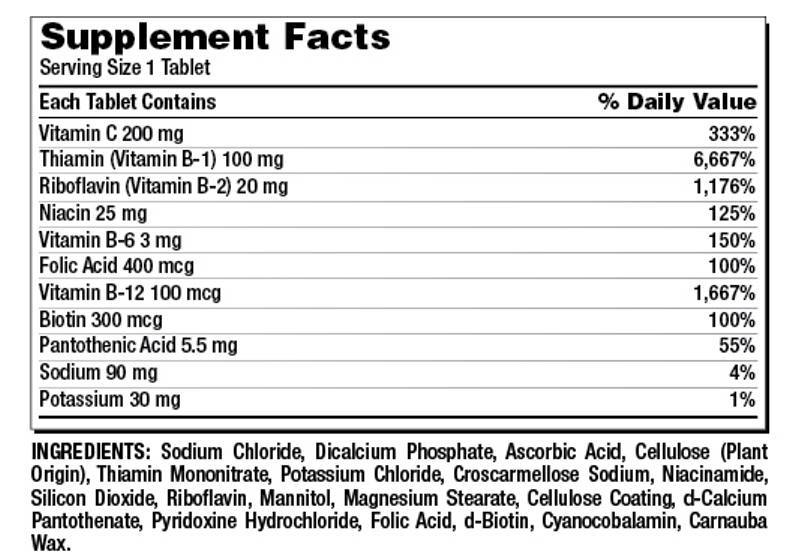 Supplement Facts
Serving Size 1 Tablet
Each Tablet Contains % Daily Value
Vitamin C 200 mg 333%
Thiamin (Vitamin B-1) 100 mg 6,667%
Riboflavin (Vitamin B-2) 20 mg 1,176%
Niacin 25 mg 125%
Vitamin B-6 3 mg 150%
Folic Acid 400 mcg 100%
Vitamin B-12 100 mcg 1,667%
Biotin 300 mcg 100%
Pantothenic Acid 5.5 mg 55%
Sodium 90 mg 4%
Potassium 30 mg 1%
INGREDIENTS: Sodium Chloride, Dicalcium Phosphate, Ascorbic Acid, Cellulose (Plant
Origin), Thiamin Mononitrate, Potassium Chloride, Croscarmellose Sodium, Niacinamide,
Silicon Dioxide, Riboflavin, Mannitol, Magnesium Stearate, Cellulose Coating, d-Calcium
Pantothenate, Pyridoxine Hydrochloride, Folic Acid, d-Biotin, Cyanocobalamin, Carnauba
Wax.